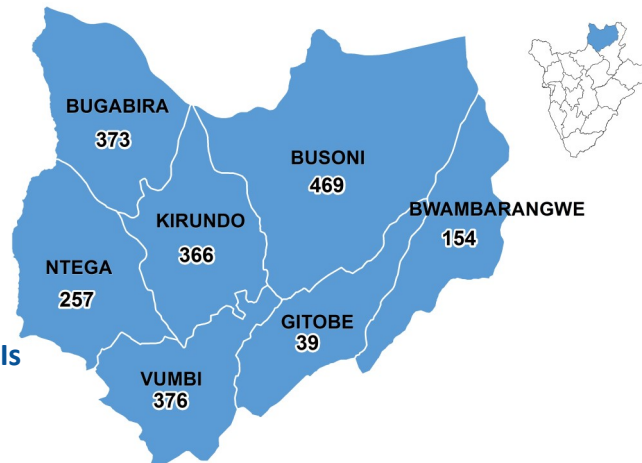 BUGABIRA
373
BUSONI
469
BWAMBARANGWE
154
KIRUNDO
366
NTEGA
257
GITOBE
39
ls
VUMBI
376